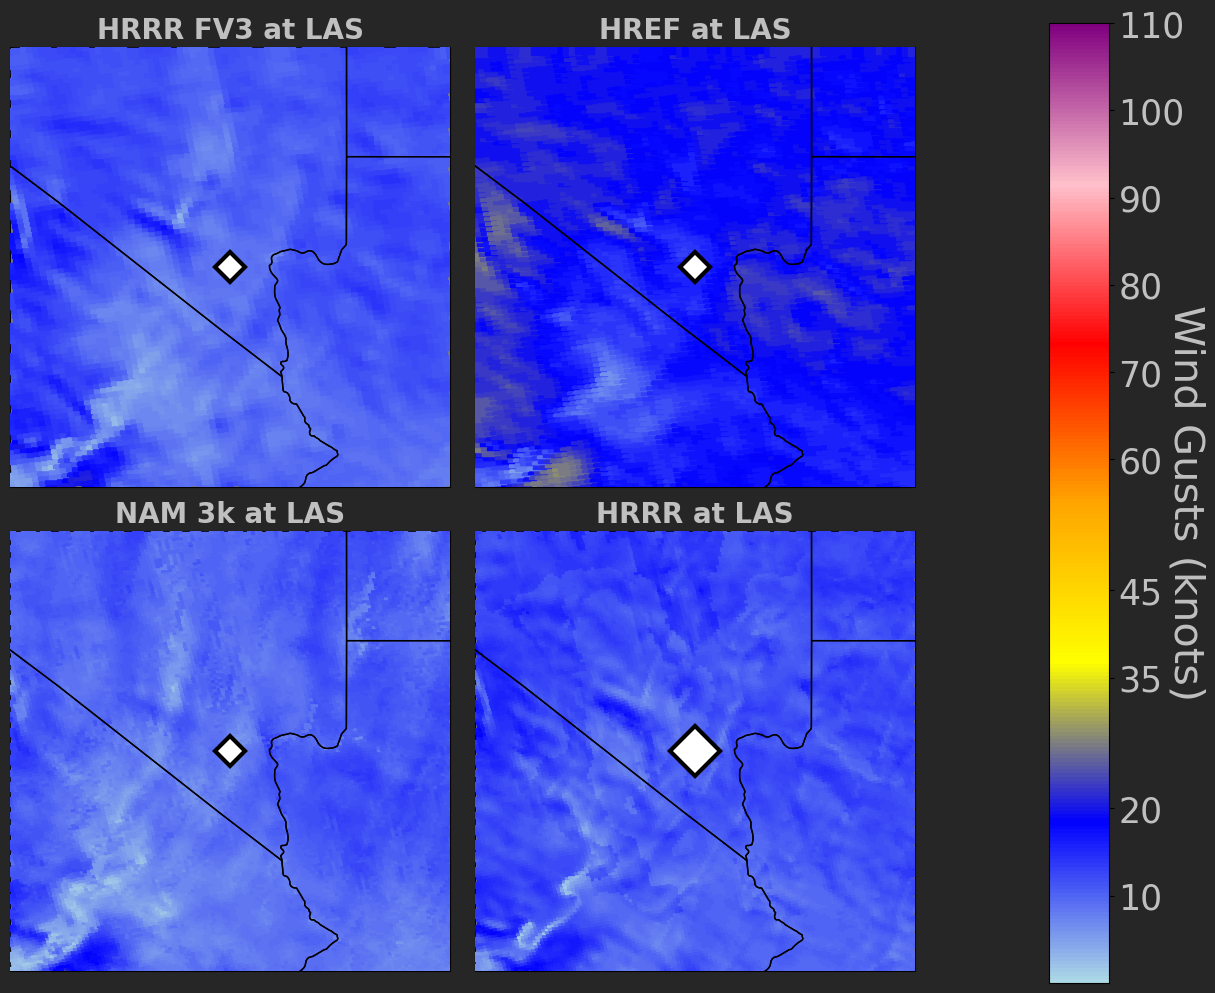 HRRR FV3 at LAS
HREF at LAS
NAM 3k at LAS
HRRR at LAS
110
100
90
80
70
60
45
35
20
10
Wind Gusts (knots)